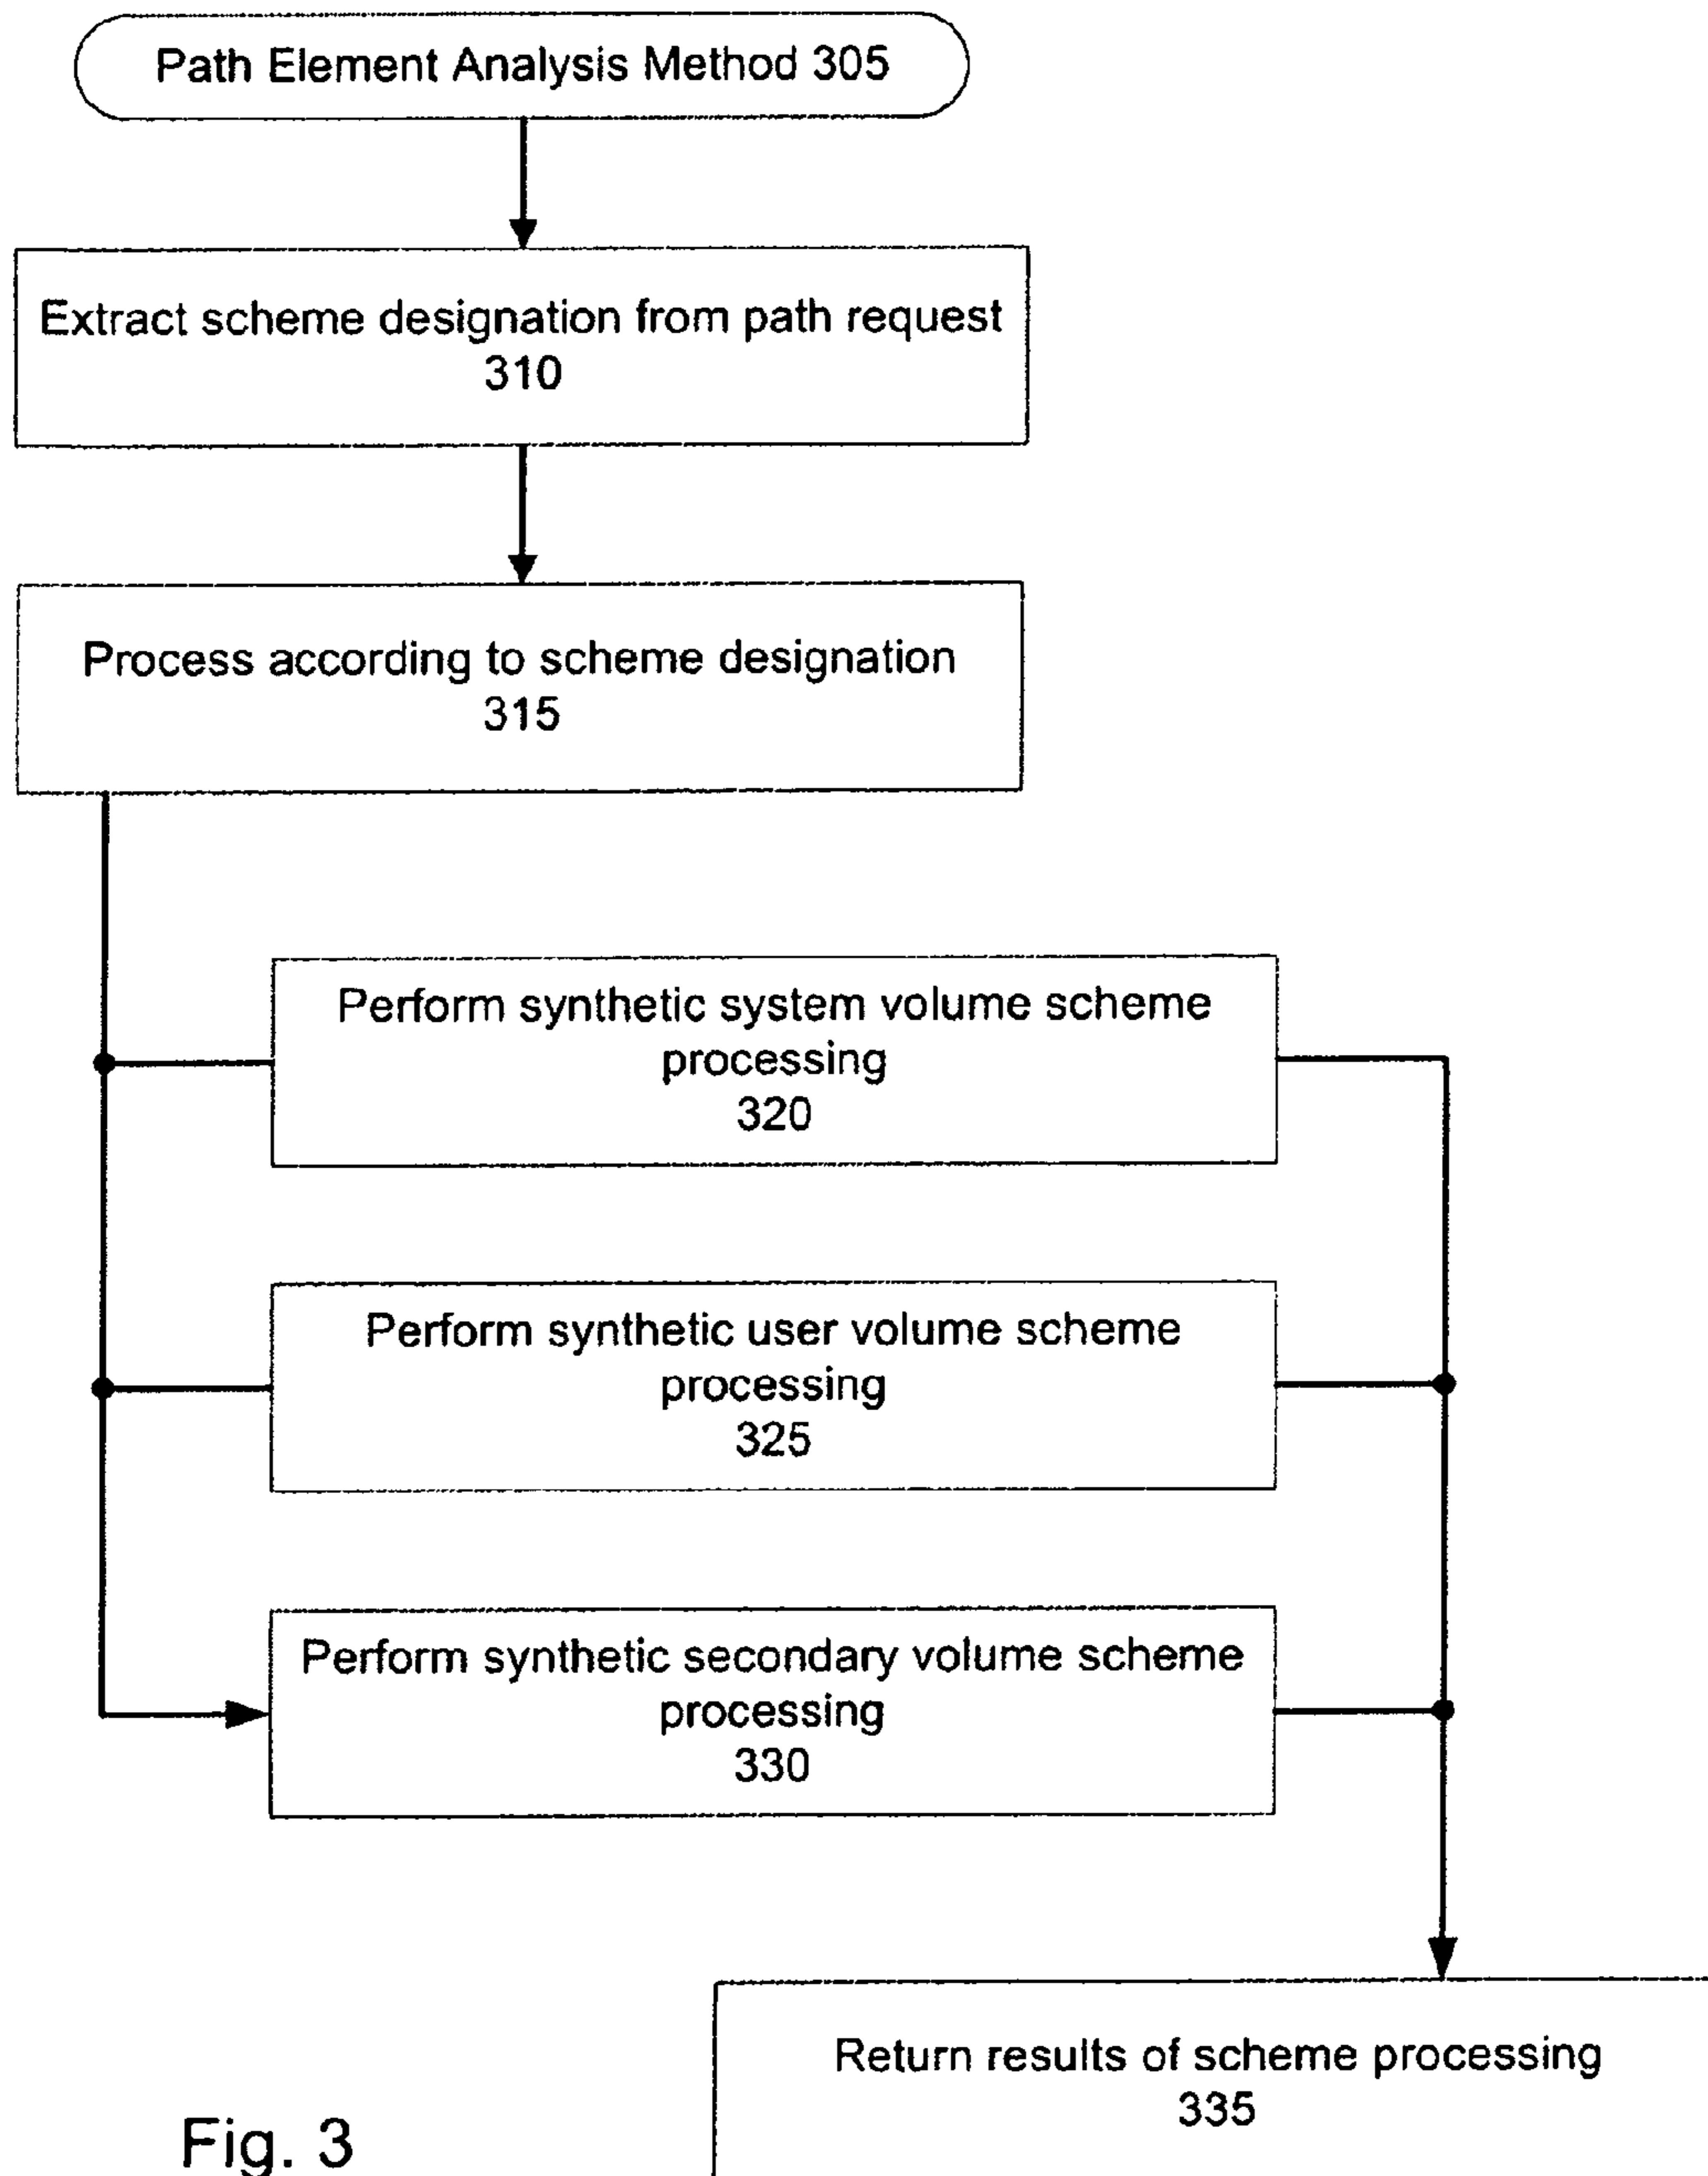 Path Element Analysis Method 305
Extract scheme designation from path request
310
Process according to scheme designation
315
Perform synthetic system volume scheme
processing
320
Perform synthetic user volume scheme
processing
325
Perform synthetic secondary volume scheme
processing
330
Return results of scheme processing
335
Fig. 3